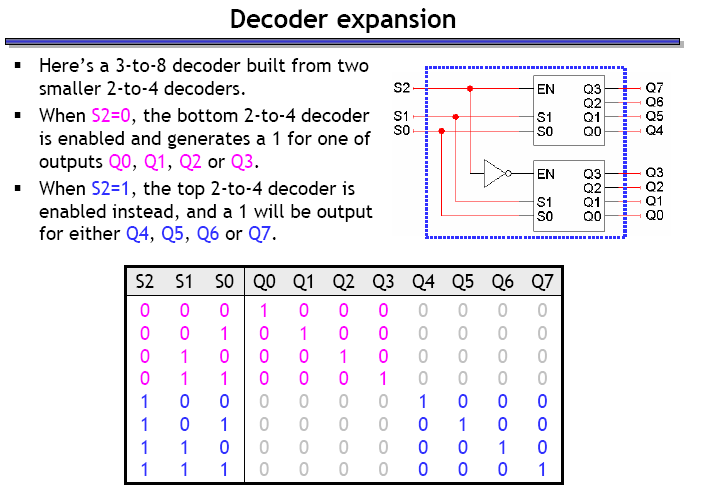 Decoder expansion
▪ Here's a 3-to-8 decoder built from two
smaller 2-to-4 decoders.
▪ When S2=0, the bottom 2-to-4 decoder
is enabled and generates a 1 for one of
outputs Q0, Q1, Q2 or Q3.
▪ When S2=1, the top 2-to-4 decoder is
enabled instead, and a 1 will be output
for either Q4, Q5, Q6 or Q7.
S2 EN Q3 Q7
Q2 Q6
S1 S1 Q1 Q5
S0 S0 Q0 Q4
EN Q3 Q3
Q2 Q2
S1 Q1 Q1
S0 Q0 Q0
S2 S1 S0 Q0 Q1 Q2 Q3 Q4 Q5 Q6 Q7
0 0 0 1 0 0 0 0 0 0 0
0 0 1 0 1 0 0 0 0 0 0
0 1 0 0 0 1 0 0 0 0 0
0 1 1 0 0 0 1 0 0 0 0
1 0 0 0 0 0 0 1 0 0 0
1 0 1 0 0 0 0 0 1 0 0
1 1 0 0 0 0 0 0 0 1 0
1 1 1 0 0 0 0 0 0 0 1